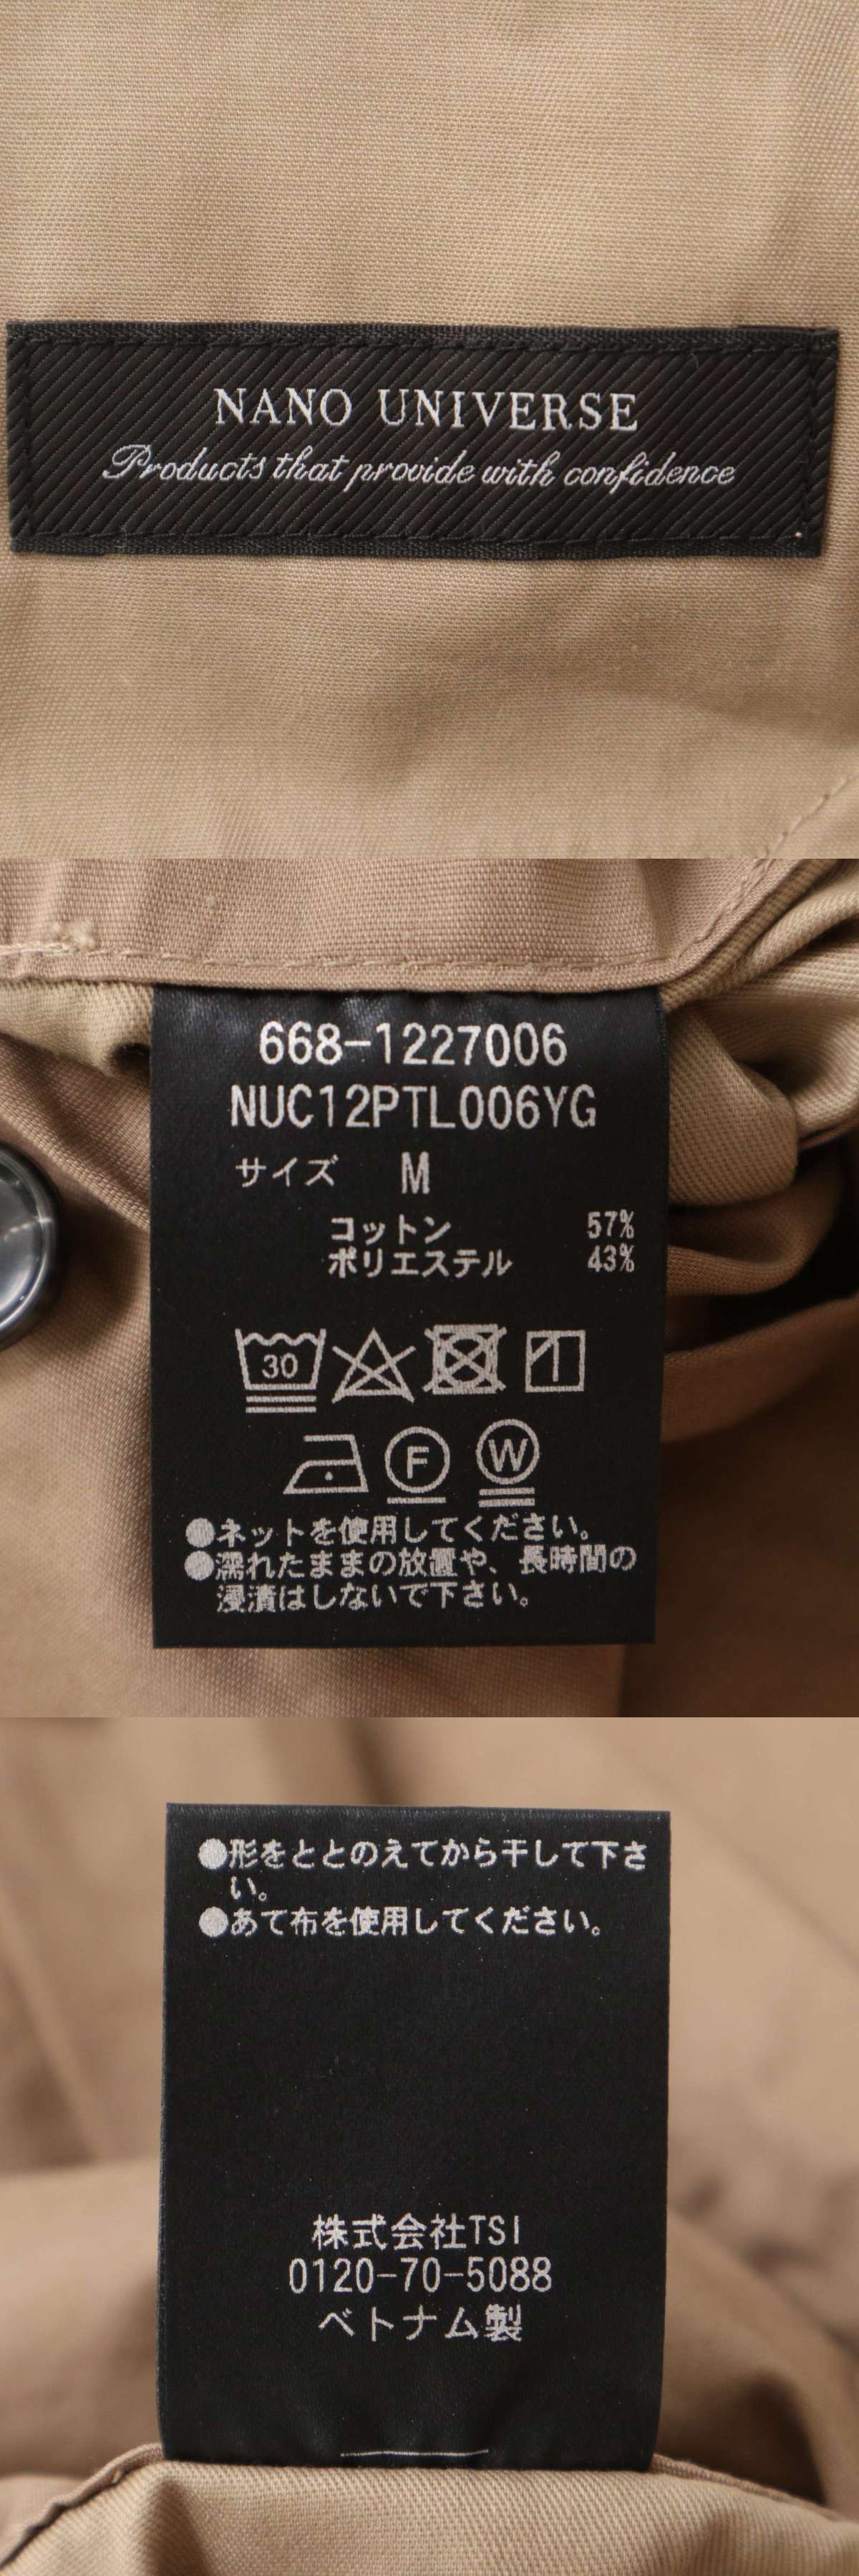 NANO UNIVERSE
Products that provide with confidence
668-1227006
NUC12PTL006YG
サイズ M
コットン 57%
ポリエステル 43%
30
F W
●ネットを使用してください。
●濡れたままの放置や、長時間の
浸漬はしないで下さい。
●形をととのえてから干して下さ
い。
●あて布を使用してください。
株式会社TSI
0120-70-5088
ベトナム製